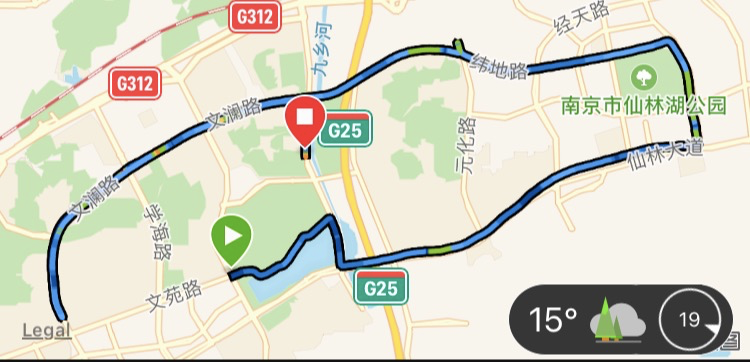 G312
九乡河
经天路
G312
纬地路
文澜路
南京市仙林湖公园
G25
元化路
仙林大道
文澜路
学海路
文苑路
G25
Legal
15°
19